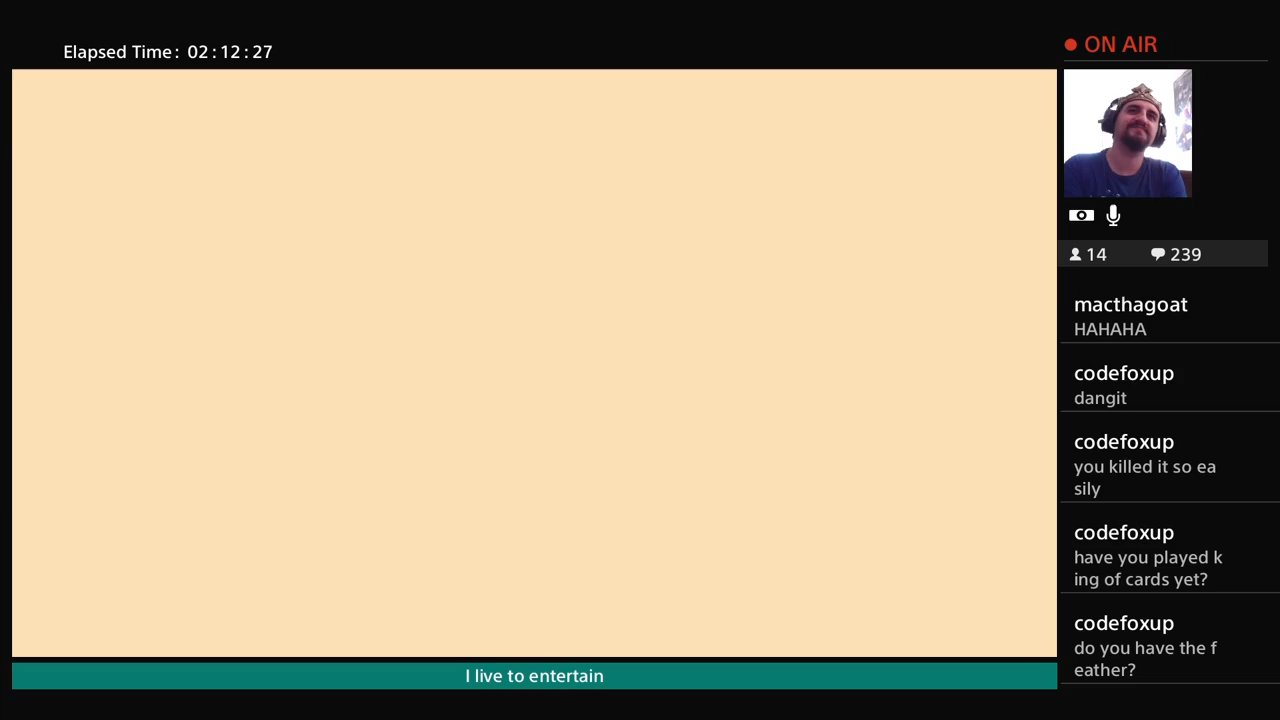 Elapsed Time: 02:12:27
ON AIR
14 239
macthagoat
HAHAHA
codefoxup
dangit
codefoxup
you killed it so ea
sily
codefoxup
have you played k
ing of cards yet?
codefoxup
do you have the f
eather?
I live to entertain